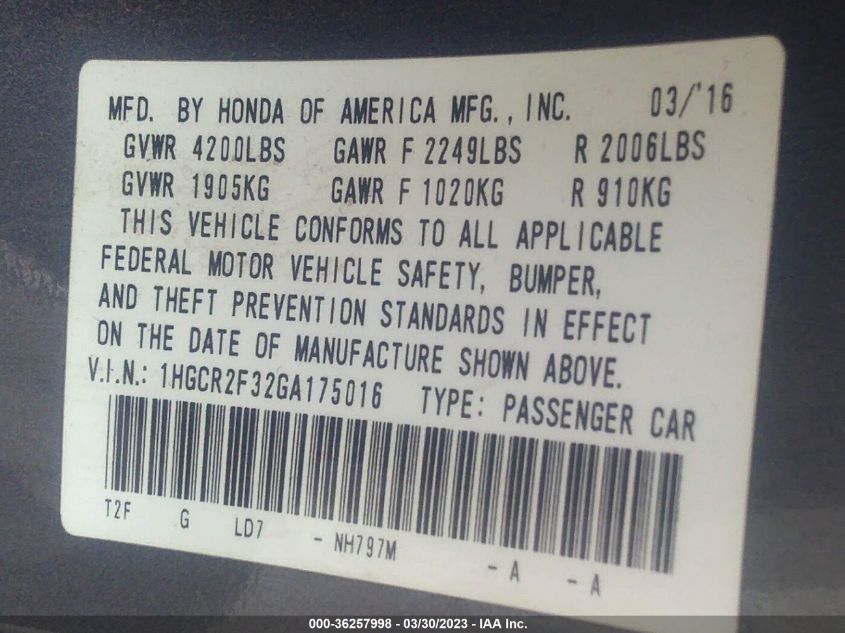 MFD. BY HONDA OF AMERICA MFG., INC. 03/'16
GVWR 4200LBS GAWR F 2249LBS R 2006LBS
GVWR 1905KG GAWR F 1020KG R 910KG
THIS VEHICLE CONFORMS TO ALL APPLICABLE
FEDERAL MOTOR VEHICLE SAFETY, BUMPER,
AND THEFT PREVENTION STANDARDS IN EFFECT
ON THE DATE OF MANUFACTURE SHOWN ABOVE.
V.I.N.: 1HGCR2F32GA175016 TYPE: PASSENGER CAR
T2F G LD7 - NH797M - A - A
000-36257998 - 03/30/2023 - IAA Inc.